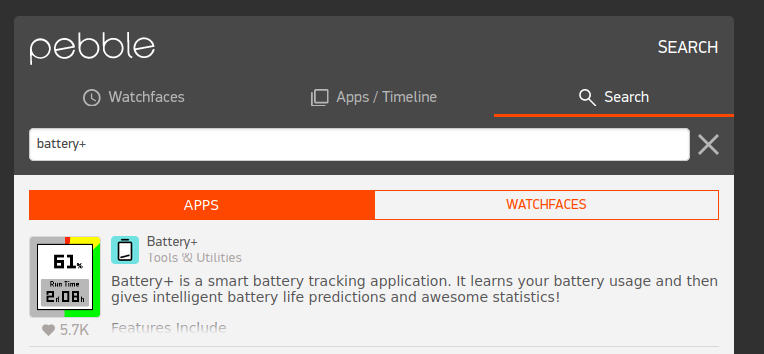 pebble
SEARCH
Watchfaces
Apps / Timeline
Search
battery+
APPS
WATCHFACES
Battery+
Tools & Utilities
61%
Run Time
2d 08h
Battery+ is a smart battery tracking application. It learns your battery usage and then
gives intelligent battery life predictions and awesome statistics!
5.7K
Features Include